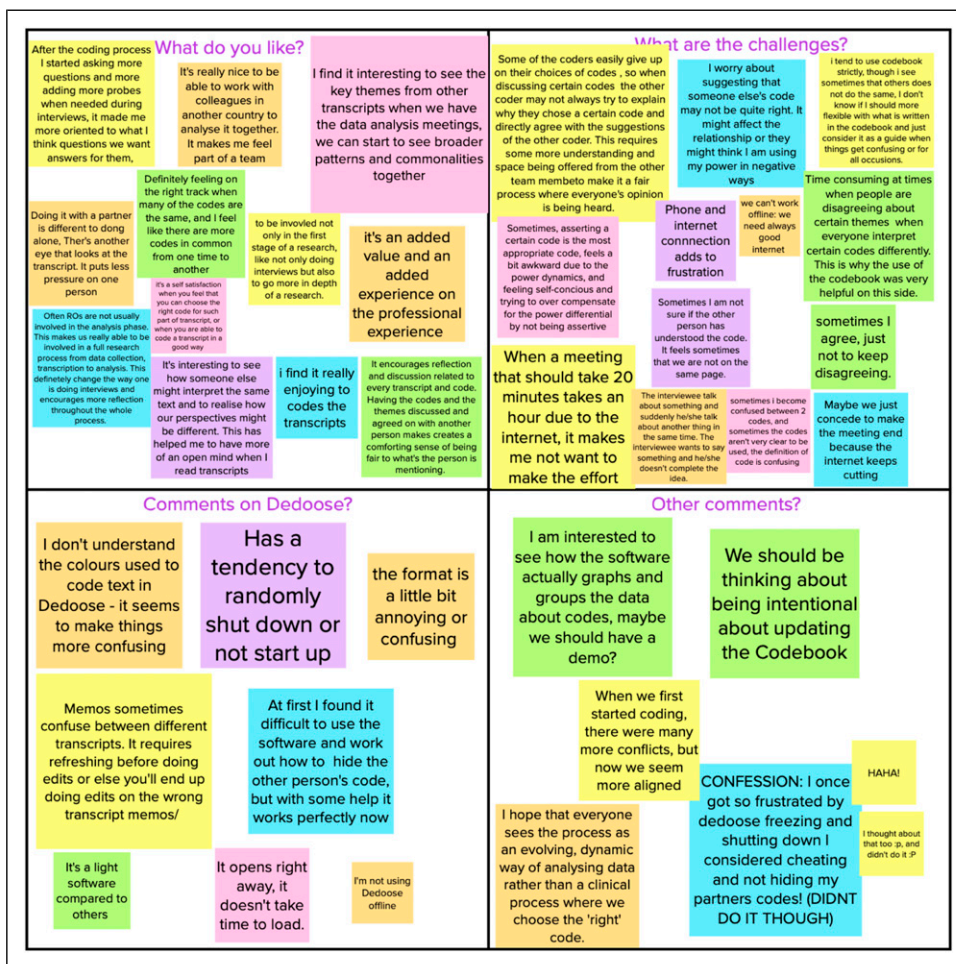 What do you like?
After the coding process
I started asking more
questions and more
adding more probes
when needed during
interviews, it made me
more oriented to what I
think questions we want
answers for them,
It's really nice to be
able to work with
colleagues in
another country to
analyse it together.
It makes me feel
part of a team
I find it interesting to see the
key themes from other
transcripts when we have
the data analysis meetings,
we can start to see broader
patterns and commonalities
together
Definitely feeling on
the right track when
many of the codes
are the same, and I feel
like there are more
codes in common
from one time to
another
Doing it with a partner
is different to dong
alone, Ther's another
eye that looks at the
transcript. It puts less
pressure on one
person
to be invovled not
only in the first
stage of a research,
like not only doing
interviews but also
to go more in depth
of a research.
it's an added
value and an
added
experience on
the professional
experience
it's a self satisfaction
when you feel that
you can choose the
right code for such
part of transcript, or
when you are able to
code a transcript in a
good way
Often ROs are not usually
involved in the analysis phase.
This makes us really able to be
involved in a full research
process from data collection,
transcription to analysis. This
definetely change the way one
is doing interviews and
encourages more reflection
throughout the whole
process.
It's interesting to see
how someone else
might interpret the same
text and to realise how
our perspectives might
be different. This has
helped me to have more
of an open mind when I
read transcripts
i find it really
enjoying to
codes the
transcripts
It encourages reflection
and discussion related to
every transcript and code.
Having the codes and the
themes discussed and
agreed on with another
person makes creates a
comforting sense of being
fair to what's the person is
mentioning.
What are the challenges?
Some of the coders easily give up
on their choices of codes , so when
discussing certain codes the other
coder may not always try to explain
why they chose a certain code and
directly agree with the suggestions
of the other coder. This requires
some more understanding and
space being offered from the other
team membeto make it a fair
process where everyone's opinion
is being heard.
I worry about
suggesting that
someone else's code
may not be quite right. It
might affect the
relationship or they
might think I am using
my power in negative
ways
i tend to use codebook
strictly, though i see
sometimes that others does
not do the same, I don't
know if I should more
flexible with what is written
in the codebook and just
consider it as a guide when
things get confusing or for
all occusions.
Time consuming at times
when people are
disagreeing about
certain themes when
everyone interpret
certain codes differently.
This is why the use of
the codebook was very
helpful on this side.
Sometimes, asserting a
certain code is the most
appropriate code, feels a
bit awkward due to the
power dynamics, and
feeling self-concious and
trying to over compensate
for the power differential
by not being assertive
Phone and
internet
connnection
adds to
frustration
we can't work
offline: we
need always
good
internet
Sometimes I am not
sure if the other
person has
understood the code.
It feels sometimes
that we are not on
the same page.
sometimes I
agree, just
not to keep
disagreeing.
When a meeting
that should take 20
minutes takes an
hour due to the
internet, it makes
me not want to
make the effort
The interviewee talk
about something and
suddenly he/she talk
about another thing in
the same time. The
interviewee wants to say
something and he/she
doesn't complete the
idea.
sometimes i become
confused between 2
codes, and
sometimes the codes
aren't very clear to be
used, the definition of
code is confusing
Maybe we just
concede to make
the meeting end
because the
internet keeps
cutting
Comments on Dedoose?
I don't understand
the colours used to
code text in
Dedoose - it seems
to make things
more confusing
Has a
tendency to
randomly
shut down or
not start up
the format is
a little bit
annoying or
confusing
Memos sometimes
confuse between different
transcripts. It requires
refreshing before doing
edits or else you'll end up
doing edits on the wrong
transcript memos/
At first I found it
difficult to use the
software and work
out how to hide the
other person's code,
but with some help it
works perfectly now
It's a light
software
compared to
others
It opens right
away, it
doesn't take
time to load.
I'm not using
Dedoose
offline
Other comments?
I am interested to
see how the software
actually graphs and
groups the data
about codes, maybe
we should have a
demo?
We should be
thinking about
being intentional
about updating
the Codebook
When we first
started coding,
there were many
more conflicts, but
now we seem
more aligned
I hope that everyone
sees the process as
an evolving, dynamic
way of analysing data
rather than a clinical
process where we
choose the 'right'
code.
CONFESSION: I once
got so frustrated by
dedoose freezing and
shutting down I
considered cheating
and not hiding my
partners codes! (DIDNT
DO IT THOUGH)
HAHA!
I thought about
that too :p, and
didn't do it :P